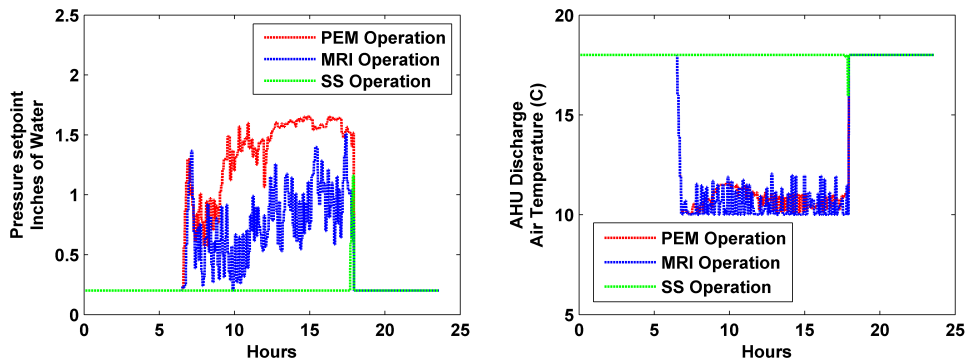 2.5
2
1.5
1
0.5
0
0
5
10
15
20
25
Pressure setpoint
Inches of Water
Hours
PEM Operation
MRI Operation
SS Operation
20
15
10
5
0
5
10
15
20
25
AHU Discharge
Air Temperature (C)
Hours
PEM Operation
MRI Operation
SS Operation